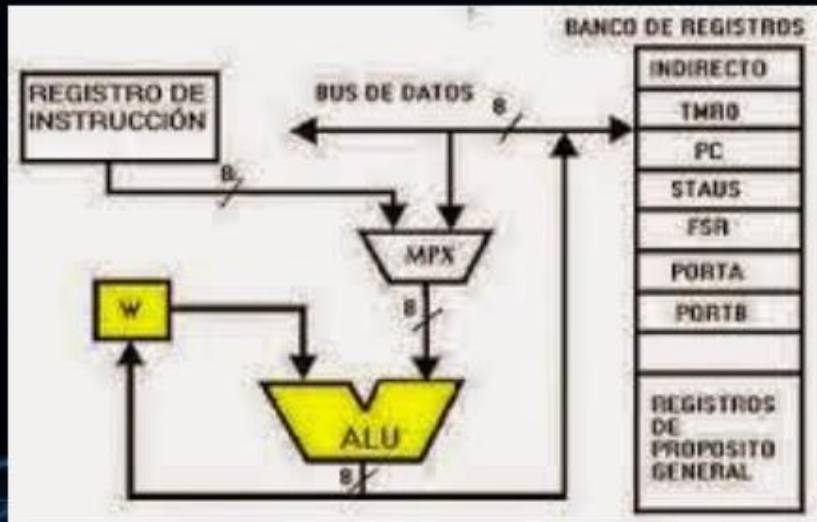 BANCO DE REGISTROS
REGISTRO DE
INSTRUCCIÓN
BUS DE DATOS
8
8
INDIRECTO
TMR0
PC
STAUS
FSR
PORTA
PORTB
MPX
8
W
ALU
8
REGISTROS
DE
PROPOSITO
GENERAL